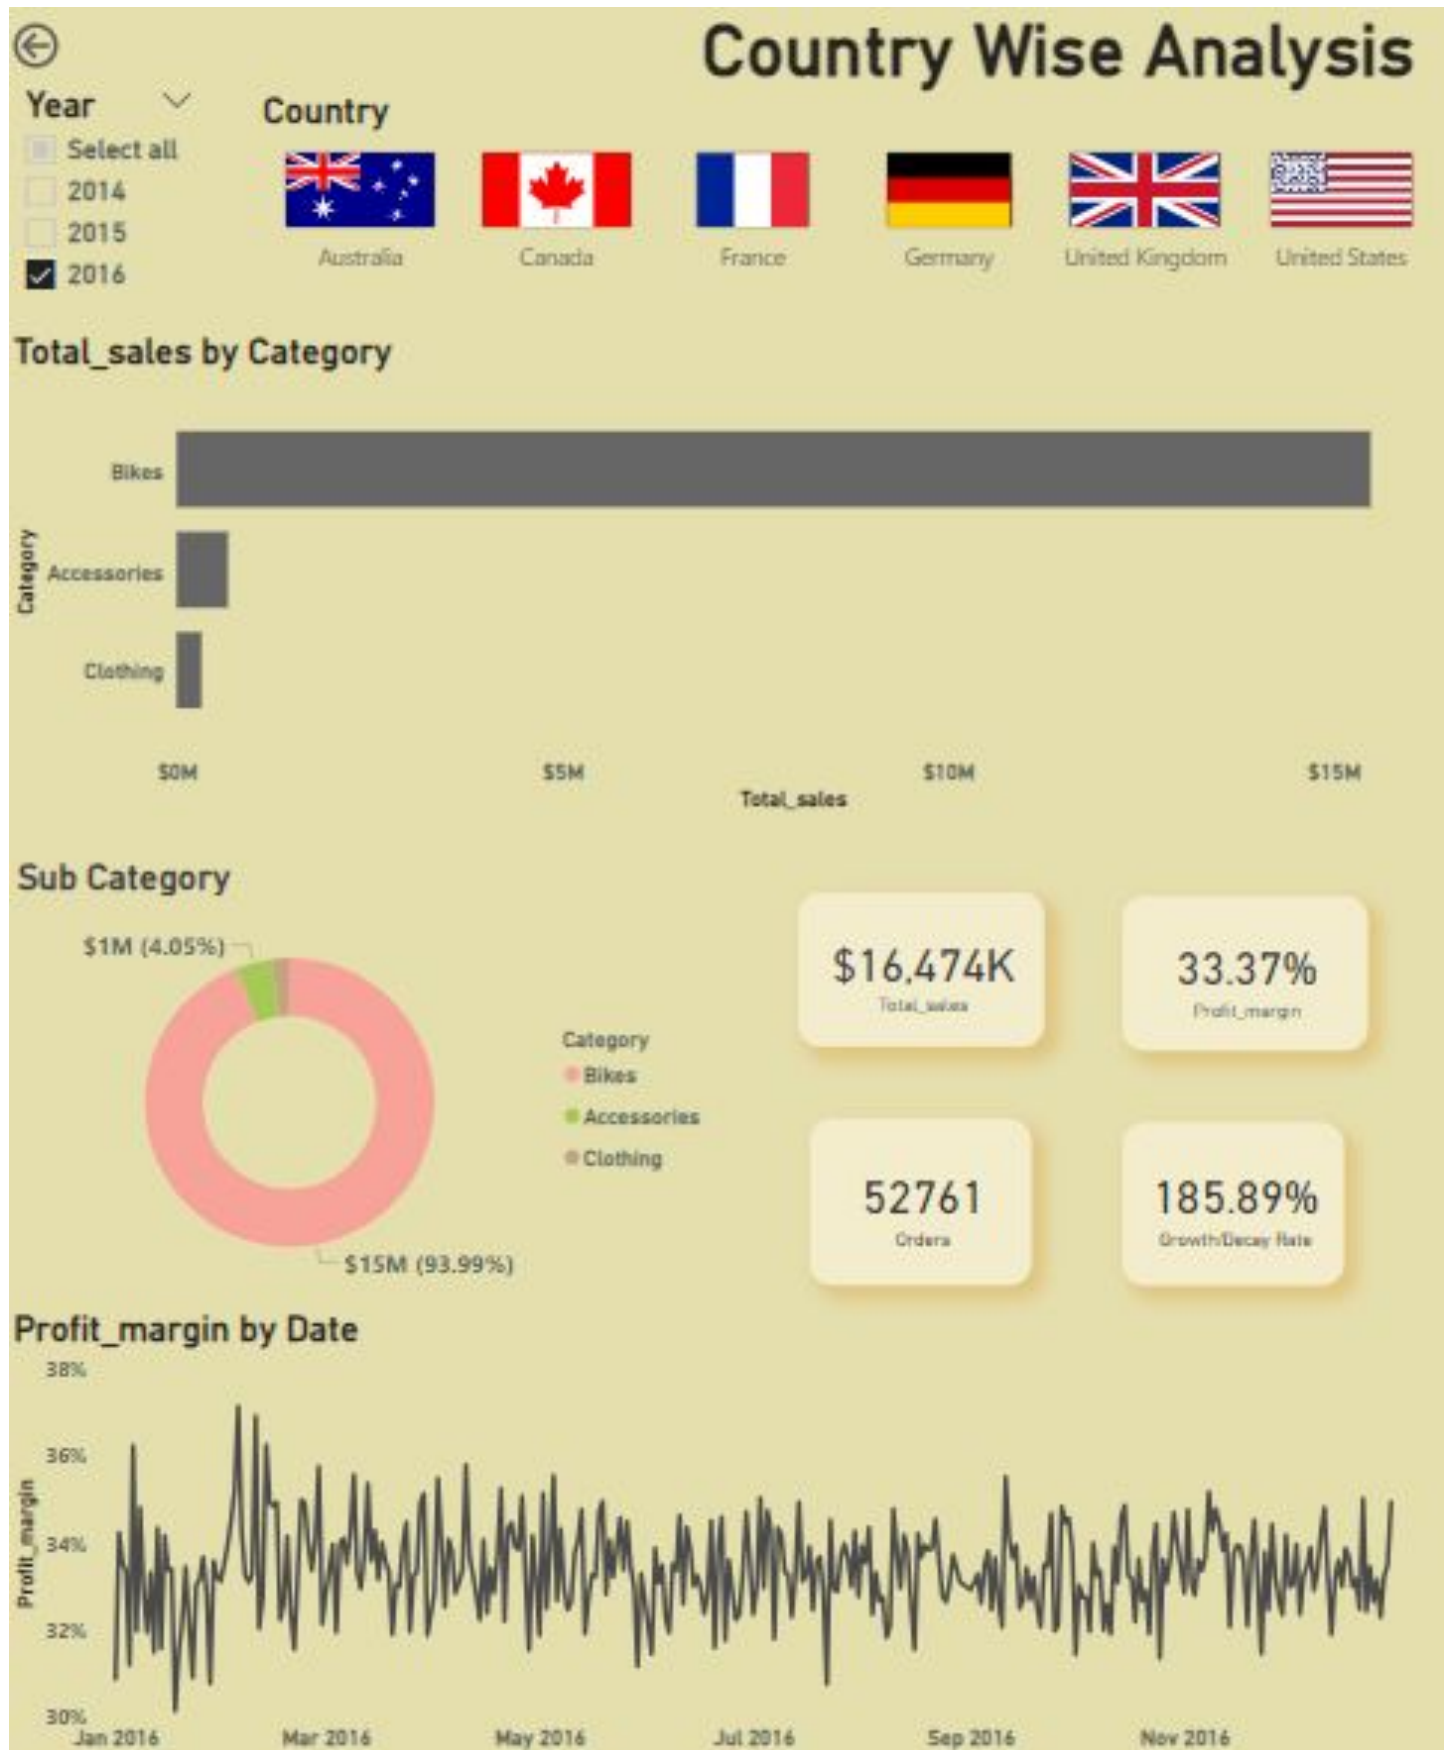 Country Wise Analysis
Year
Select all
2014
2015
2016
Country
Australia
Canada
France
Germany
United Kingdom
United States
Total_sales by Category
Category
Bikes
Accessories
Clothing
$0M
$5M
$10M
$15M
Total_sales
Sub Category
$1M (4.05%)
$15M (93.99%)
Category
Bikes
Accessories
Clothing
$16,474K
Total_sales
33.37%
Profit_margin
52761
Orders
185.89%
Growth/Decay Rate
Profit_margin by Date
Profit_margin
38%
36%
34%
32%
30%
Jan 2016
Mar 2016
May 2016
Jul 2016
Sep 2016
Nov 2016